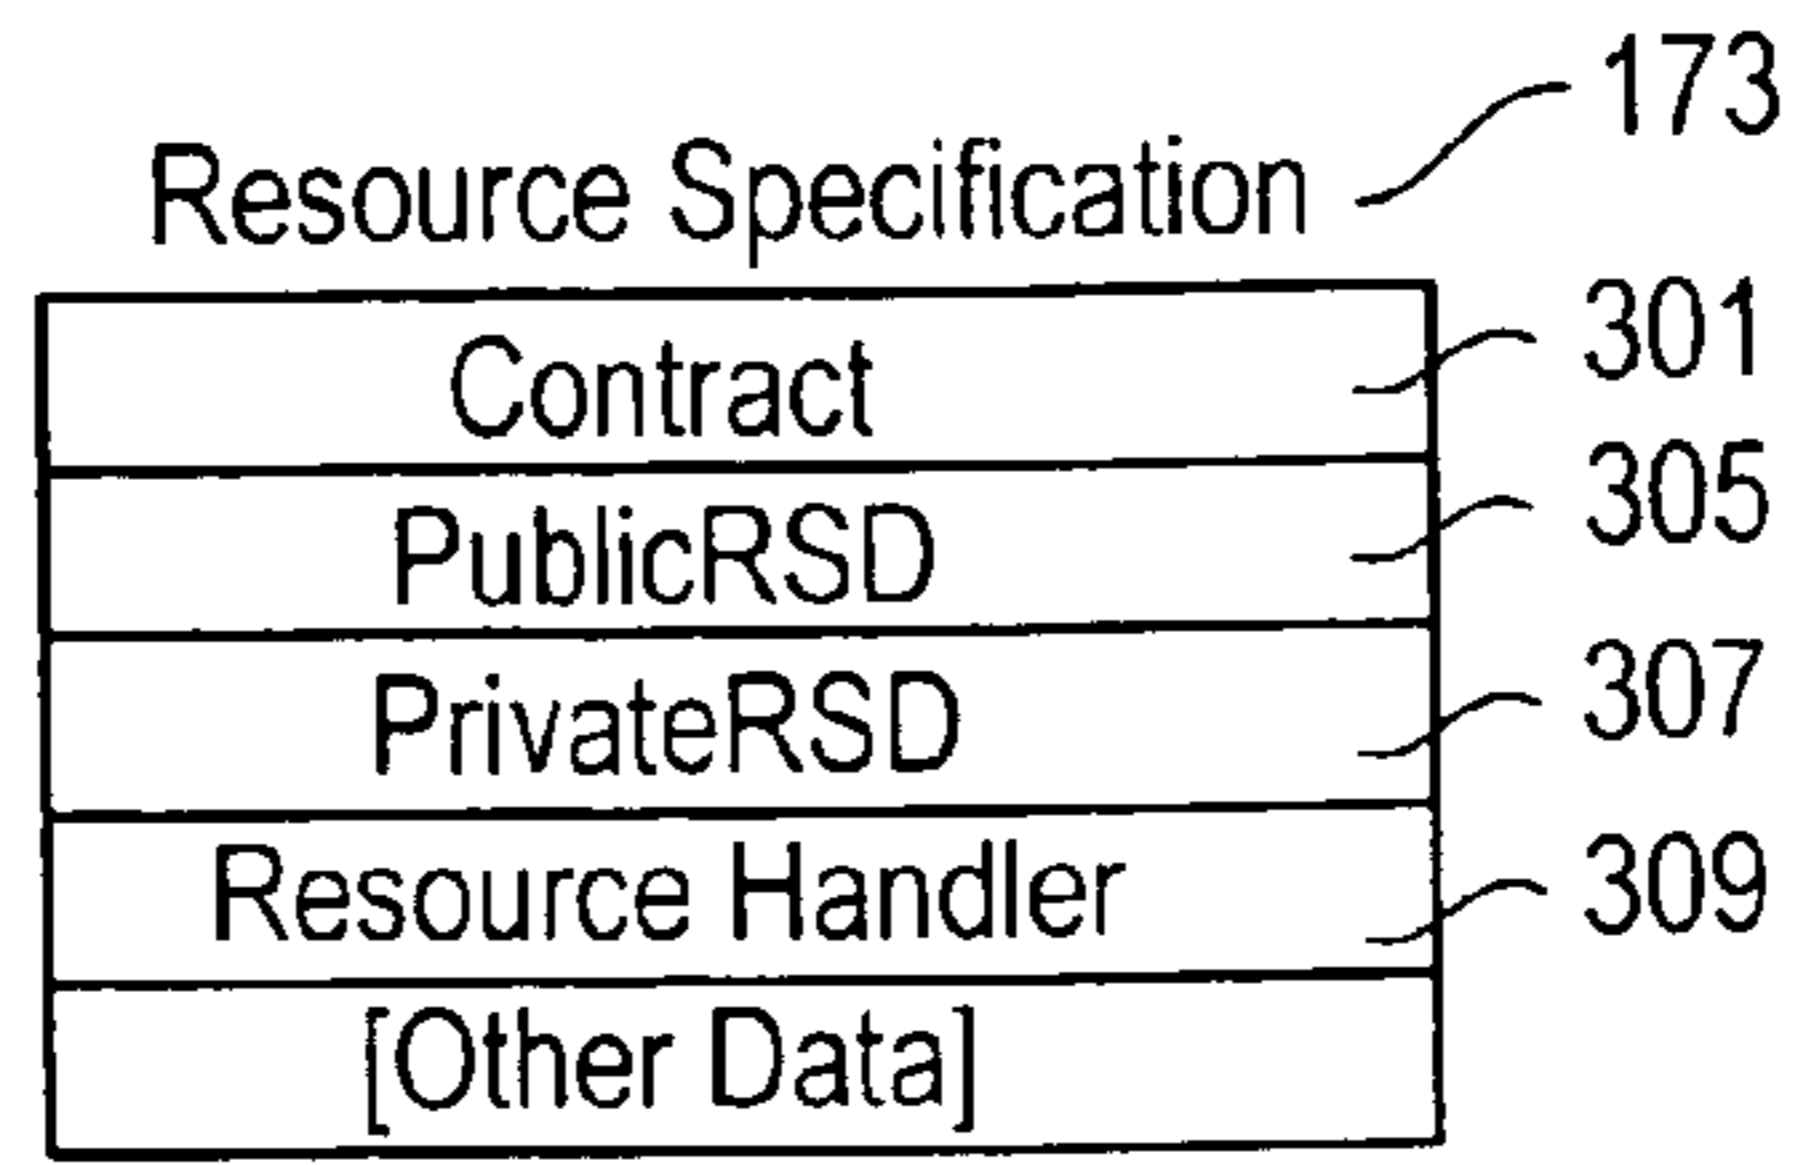 173
Resource Specification
Contract 301
PublicRSD 305
PrivateRSD 307
Resource Handler 309
[Other Data]